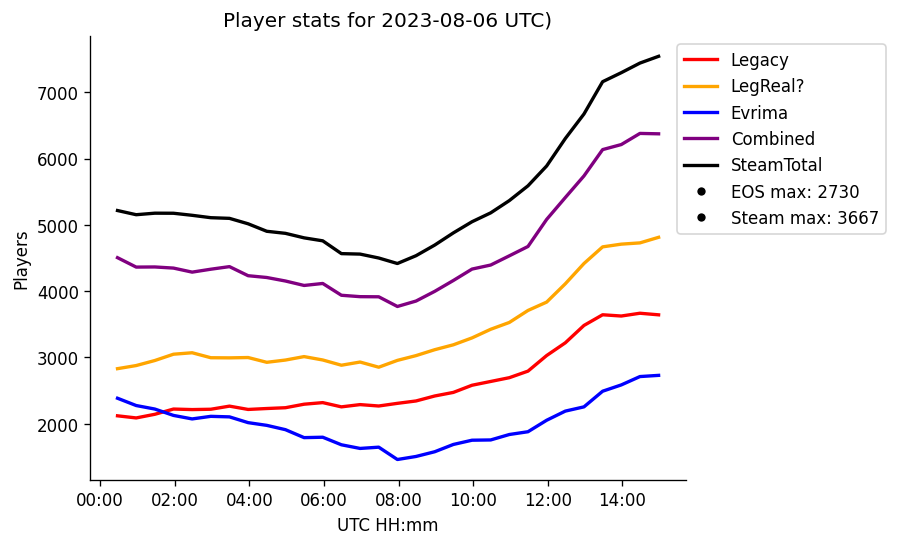 Player stats for 2023-08-06 UTC)
Players
7000
6000
5000
4000
3000
2000
00:00 02:00 04:00 06:00 08:00 10:00 12:00 14:00
UTC HH:mm
Legacy
LegReal?
Evrima
Combined
SteamTotal
EOS max: 2730
Steam max: 3667